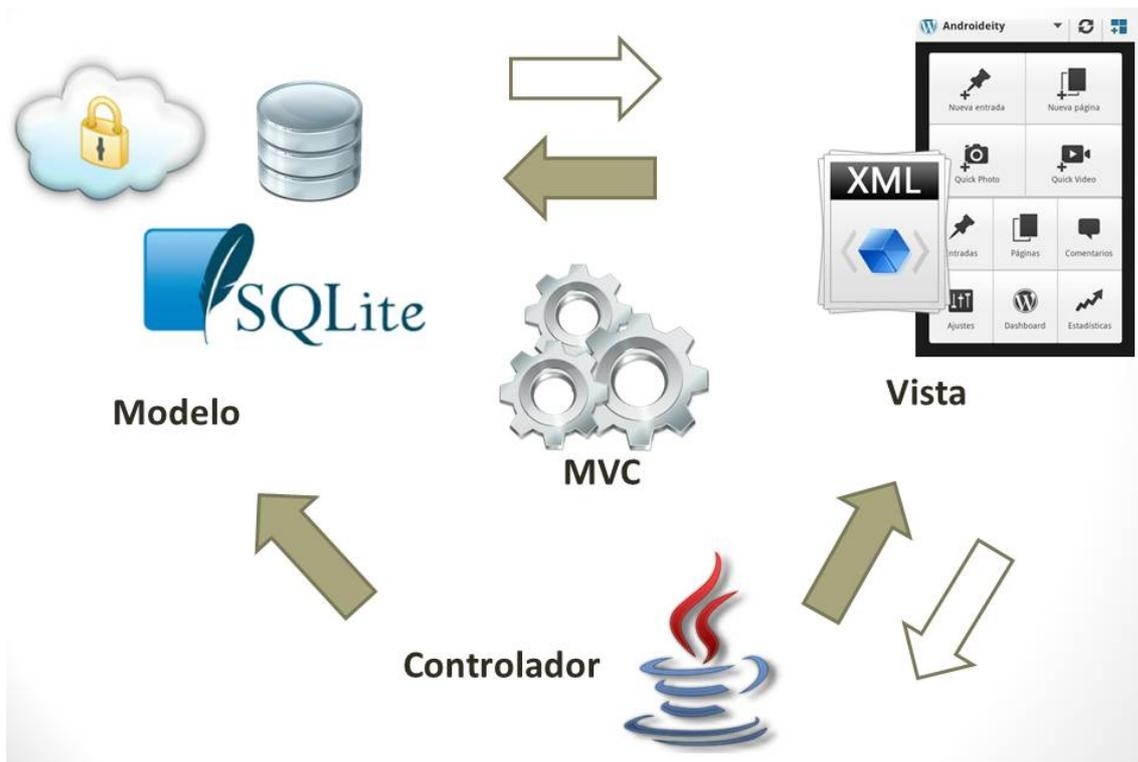 Androideity
Nueva entrada
Nueva página
Quick Photo
Quick Video
XML
ntradas
Páginas
Comentarios
Ajustes
Dashboard
Estadísticas
SQLite
Modelo
Vista
MVC
Controlador